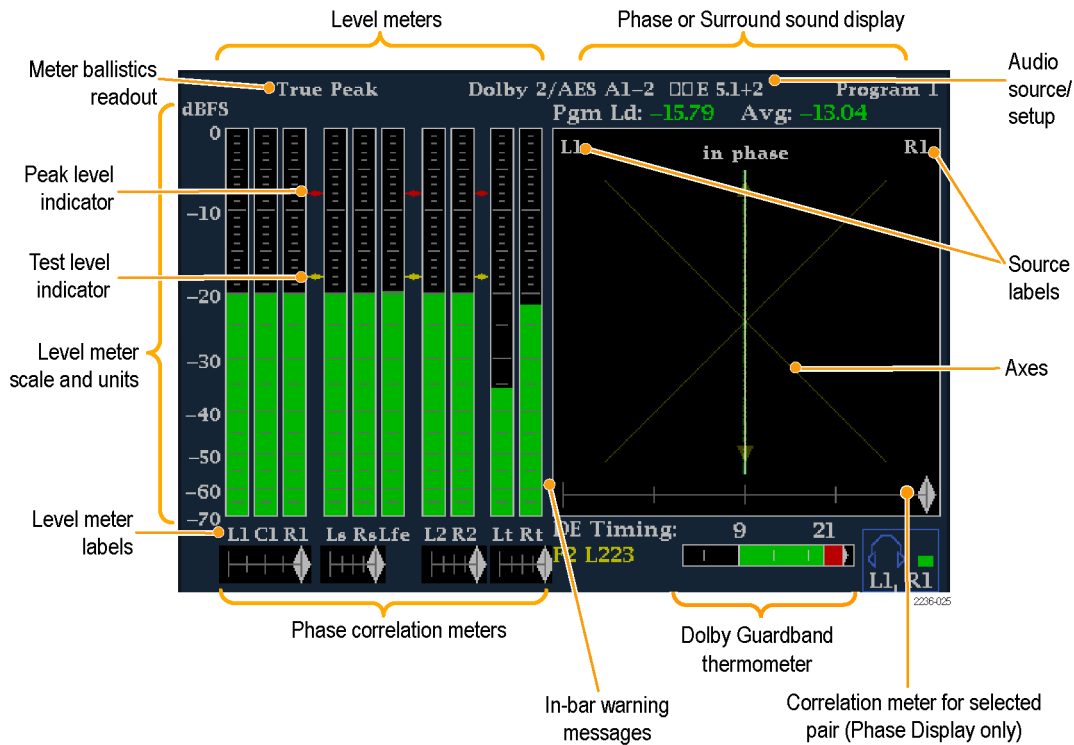 Level meters
Phase or Surround sound display
Meter ballistics
readout
Audio
source/
setup
True Peak
Dolby 2/AES A1-2 □□E 5.1+2
Program 1
dBFS
Pgm Ld: -15.79 Avg: -13.04
0
-10
-20
-30
-40
-50
-60
-70
L1
in phase
R1
Peak level
indicator
Test level
indicator
Source
labels
Level meter
scale and units
Axes
Level meter
labels
L1 C1 R1 Ls Rs Lfe L2 R2 Lt Rt
DE Timing: 9 21
F2 L223
L1, R1
2236-025
Phase correlation meters
Dolby Guardband
thermometer
In-bar warning
messages
Correlation meter for selected
pair (Phase Display only)